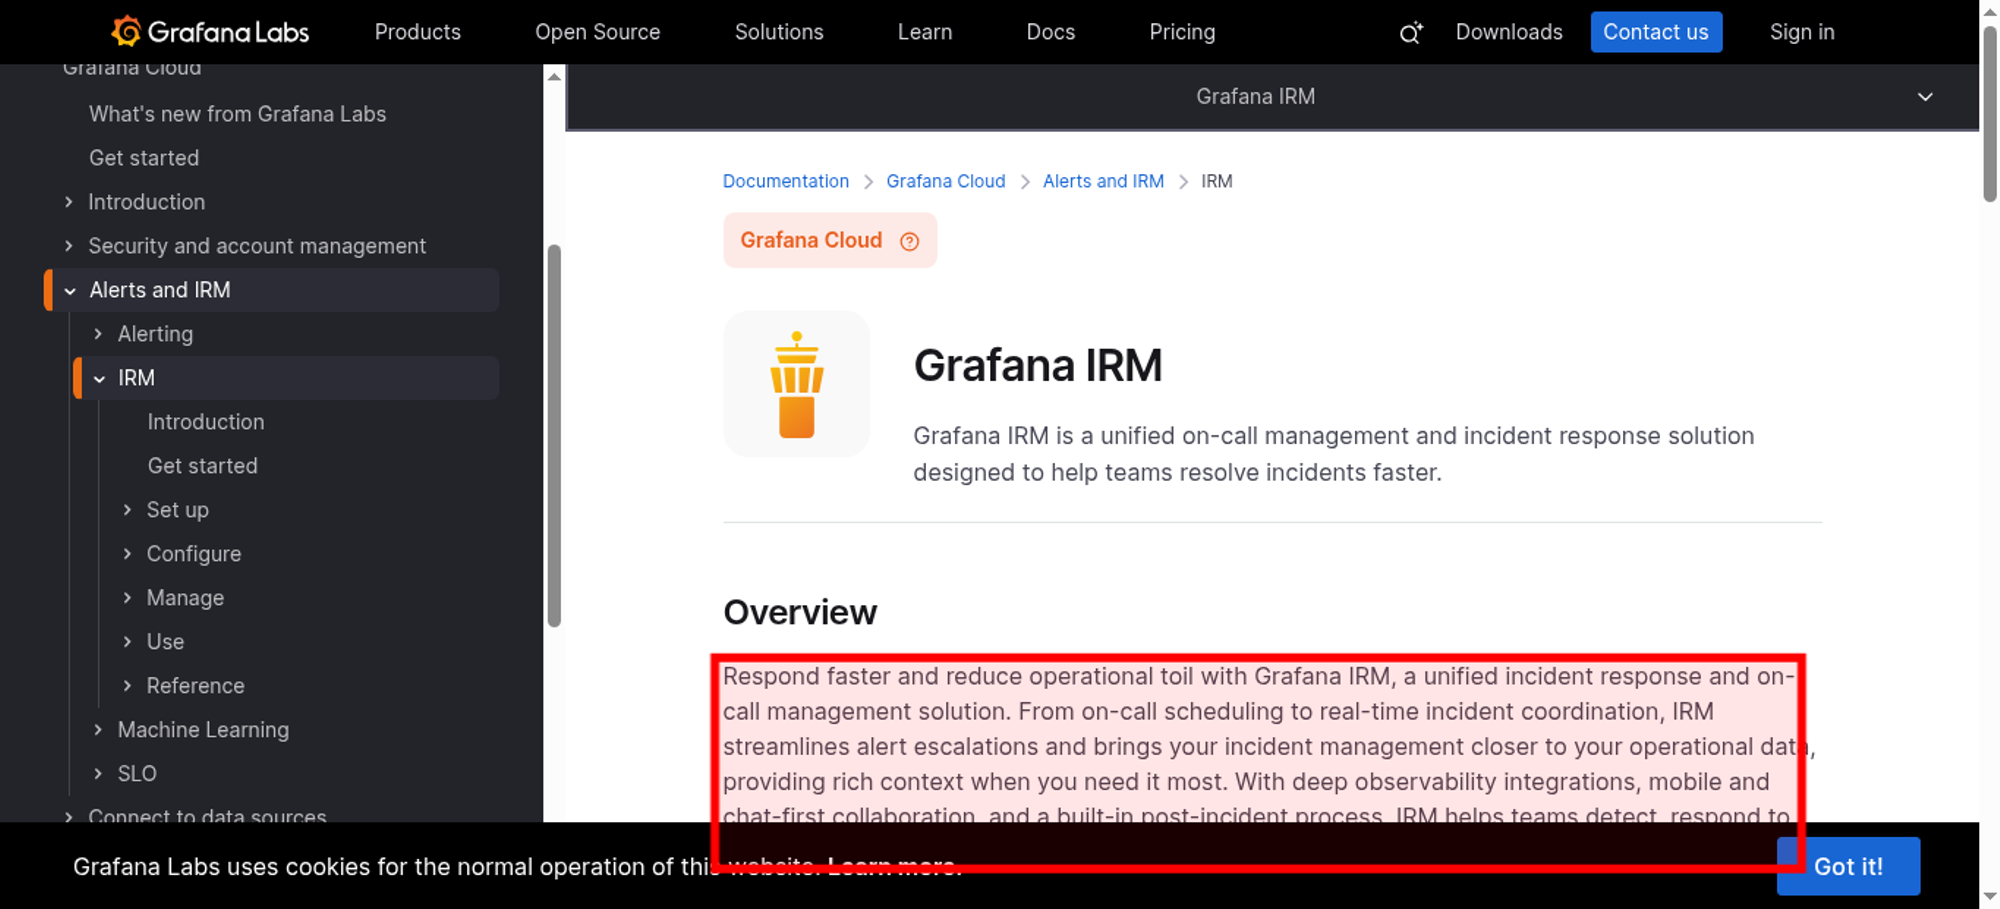 Grafana Labs
Products
Open Source
Solutions
Learn
Docs
Pricing
Downloads
Contact us
Sign in
Grafana Cloud
What's new from Grafana Labs
Get started
Introduction
Security and account management
Alerts and IRM
Alerting
IRM
Introduction
Get started
Set up
Configure
Manage
Use
Reference
Machine Learning
SLO
Connect to data sources
Grafana IRM
Documentation > Grafana Cloud > Alerts and IRM > IRM
Grafana Cloud
Grafana IRM
Grafana IRM is a unified on-call management and incident response solution
designed to help teams resolve incidents faster.
Overview
Respond faster and reduce operational toil with Grafana IRM, a unified incident response and on-
call management solution. From on-call scheduling to real-time incident coordination, IRM
streamlines alert escalations and brings your incident management closer to your operational data,
providing rich context when you need it most. With deep observability integrations, mobile and
chat-first collaboration, and a built-in post-incident process, IRM helps teams detect, respond to
Grafana Labs uses cookies for the normal operation of this website. Learn more.
Got it!